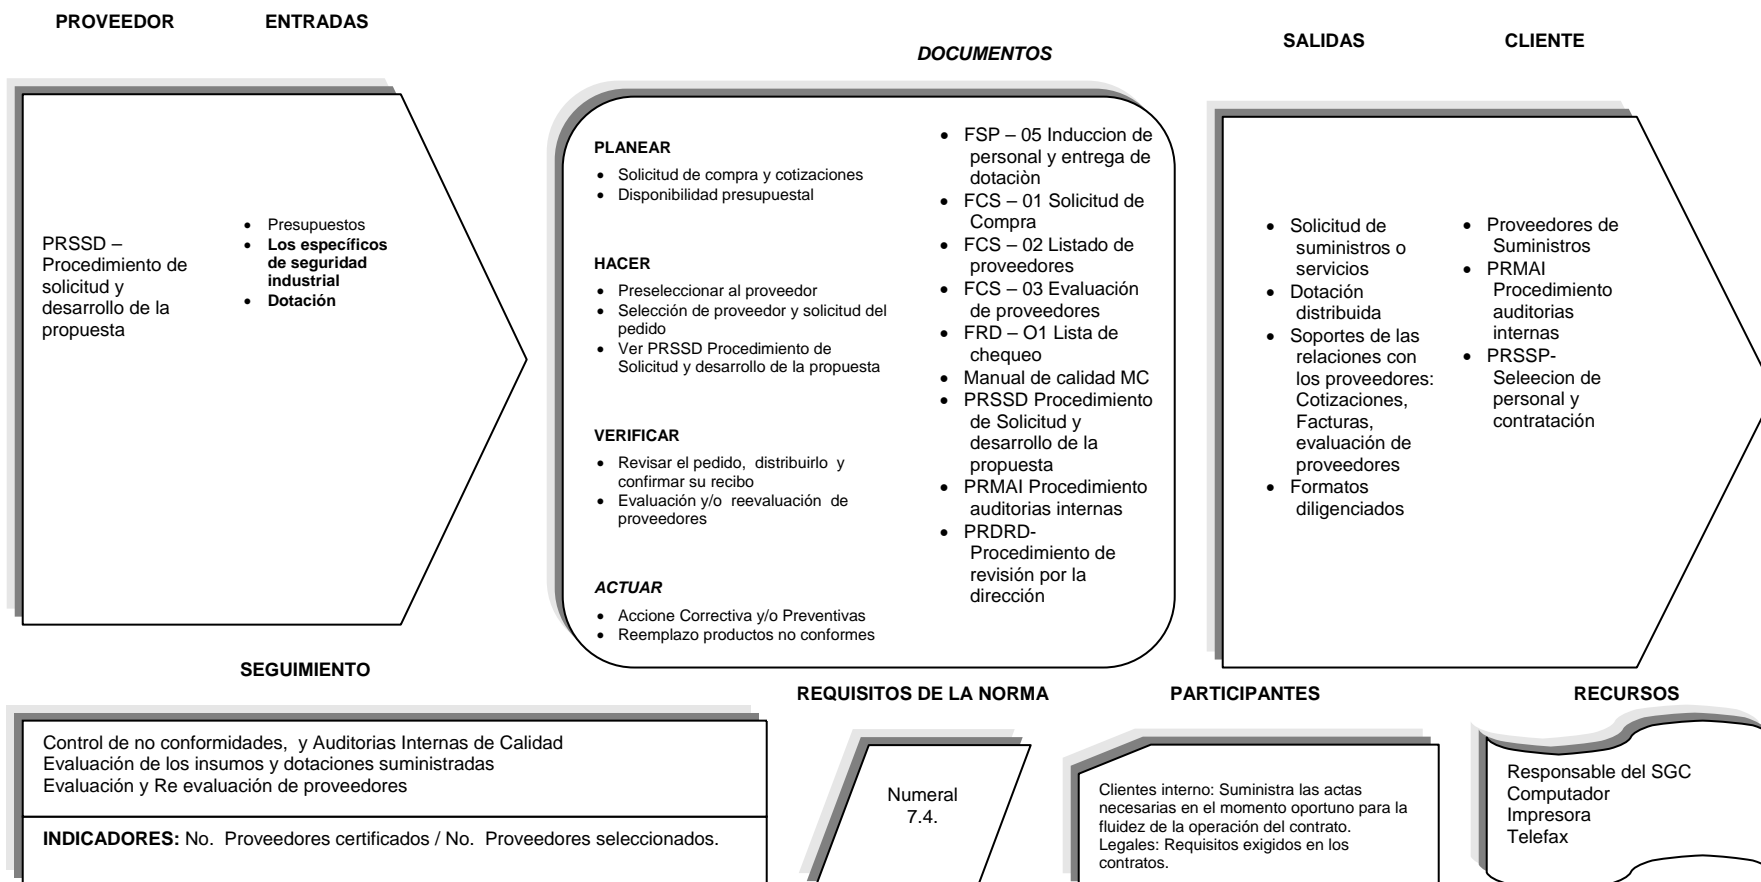 PROVEEDOR
ENTRADAS
PRSSD –
Procedimiento de
solicitud y
desarrollo de la
propuesta
• Presupuestos
• Los específicos
de seguridad
industrial
• Dotación
DOCUMENTOS
PLANEAR
• Solicitud de compra y cotizaciones
• Disponibilidad presupuestal
HACER
• Preseleccionar al proveedor
• Selección de proveedor y solicitud del
pedido
• Ver PRSSD Procedimiento de
Solicitud y desarrollo de la propuesta
VERIFICAR
• Revisar el pedido, distribuirlo y
confirmar su recibo
• Evaluación y/o reevaluación de
proveedores
ACTUAR
• Accione Correctiva y/o Preventivas
• Reemplazo productos no conformes
• FSP – 05 Induccion de
personal y entrega de
dotaciòn
• FCS – 01 Solicitud de
Compra
• FCS – 02 Listado de
proveedores
• FCS – 03 Evaluación
de proveedores
• FRD – O1 Lista de
chequeo
• Manual de calidad MC
• PRSSD Procedimiento
de Solicitud y
desarrollo de la
propuesta
• PRMAI Procedimiento
auditorias internas
• PRDRD-
Procedimiento de
revisión por la
dirección
SALIDAS
CLIENTE
• Solicitud de
suministros o
servicios
• Dotación
distribuida
• Soportes de las
relaciones con
los proveedores:
Cotizaciones,
Facturas,
evaluación de
proveedores
• Formatos
diligenciados
• Proveedores de
Suministros
• PRMAI
Procedimiento
auditorias
internas
• PRSSP-
Seleecion de
personal y
contratación
SEGUIMIENTO
Control de no conformidades, y Auditorias Internas de Calidad
Evaluación de los insumos y dotaciones suministradas
Evaluación y Re evaluación de proveedores
INDICADORES: No. Proveedores certificados / No. Proveedores seleccionados.
REQUISITOS DE LA NORMA
Numeral
7.4.
PARTICIPANTES
Clientes interno: Suministra las actas
necesarias en el momento oportuno para la
fluidez de la operación del contrato.
Legales: Requisitos exigidos en los
contratos.
RECURSOS
Responsable del SGC
Computador
Impresora
Telefax